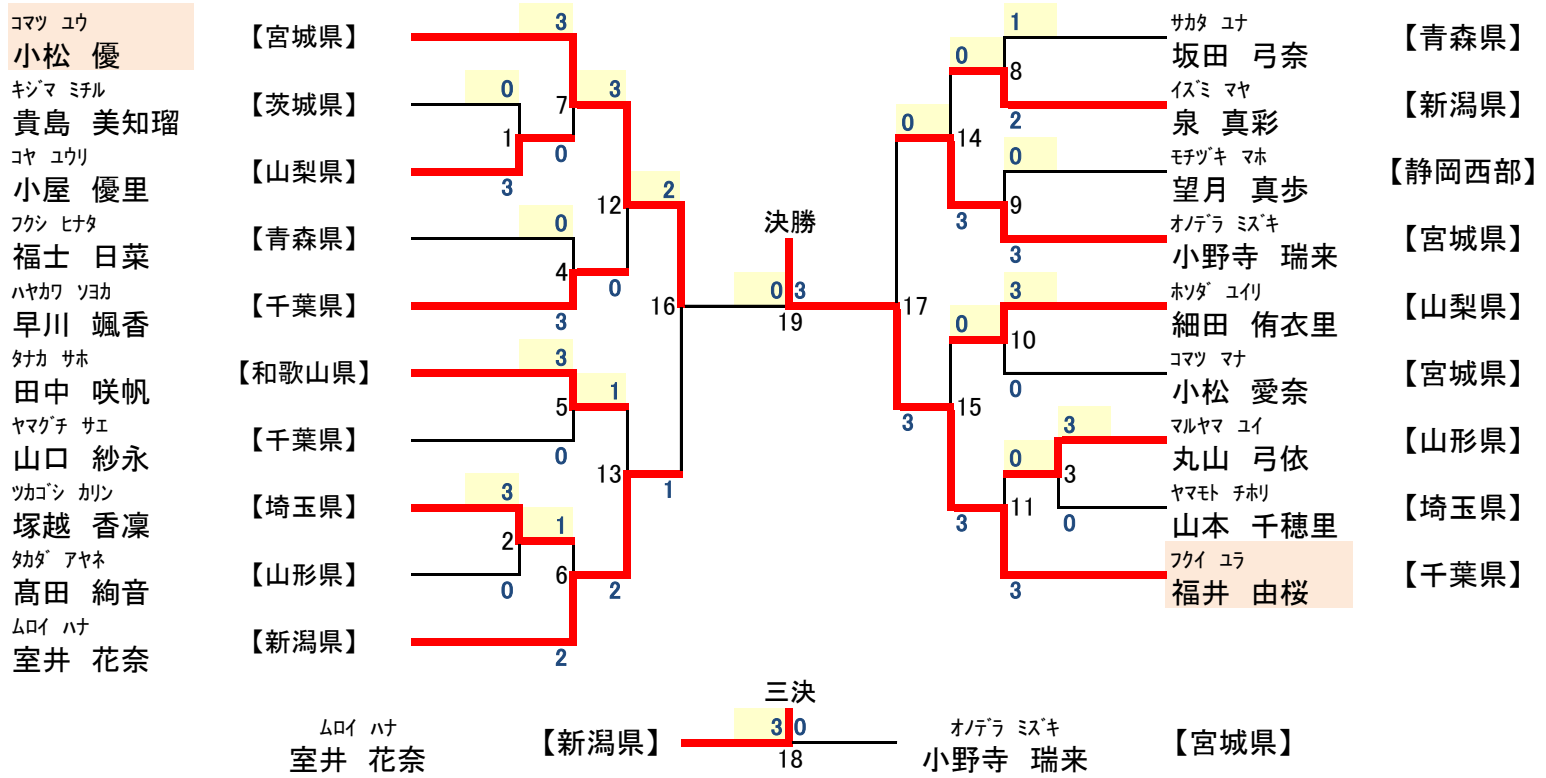 コマツ ユウ
小松 優
【宮城県】
3
キジマ ミチル
貴島 美知瑠
【茨城県】
0
コヤ ユウリ
小屋 優里
【山梨県】
3
1
7
0
3
フクシ ヒナタ
福士 日菜
【青森県】
0
ハヤカワ ソヨカ
早川 颯香
【千葉県】
3
4
0
12
2
タナカ サホ
田中 咲帆
【和歌山県】
3
ヤマグチ サエ
山口 紗永
【千葉県】
0
5
1
ツカゴシ カリン
塚越 香凜
【埼玉県】
3
タカダ アヤネ
髙田 絢音
【山形県】
0
2
1
6
2
ムロイ ハナ
室井 花奈
【新潟県】
2
13
1
16
決勝
0 3
19
サカタ ユナ
坂田 弓奈
【青森県】
1
イズミ マヤ
泉 真彩
【新潟県】
2
8
0
モチヅキ マホ
望月 真歩
【静岡西部】
0
オノデラ ミズキ
小野寺 瑞来
【宮城県】
3
9
3
14
0
ホソダ ユイリ
細田 侑衣里
【山梨県】
3
コマツ マナ
小松 愛奈
【宮城県】
0
10
0
17
マルヤマ ユイ
丸山 弓依
【山形県】
3
ヤマモト チホリ
山本 千穂里
【埼玉県】
0
3
0
11
フクイ ユラ
福井 由桜
【千葉県】
3
3
15
3
三決
ムロイ ハナ
室井 花奈
【新潟県】
3 0
18
オノデラ ミズキ
小野寺 瑞来
【宮城県】